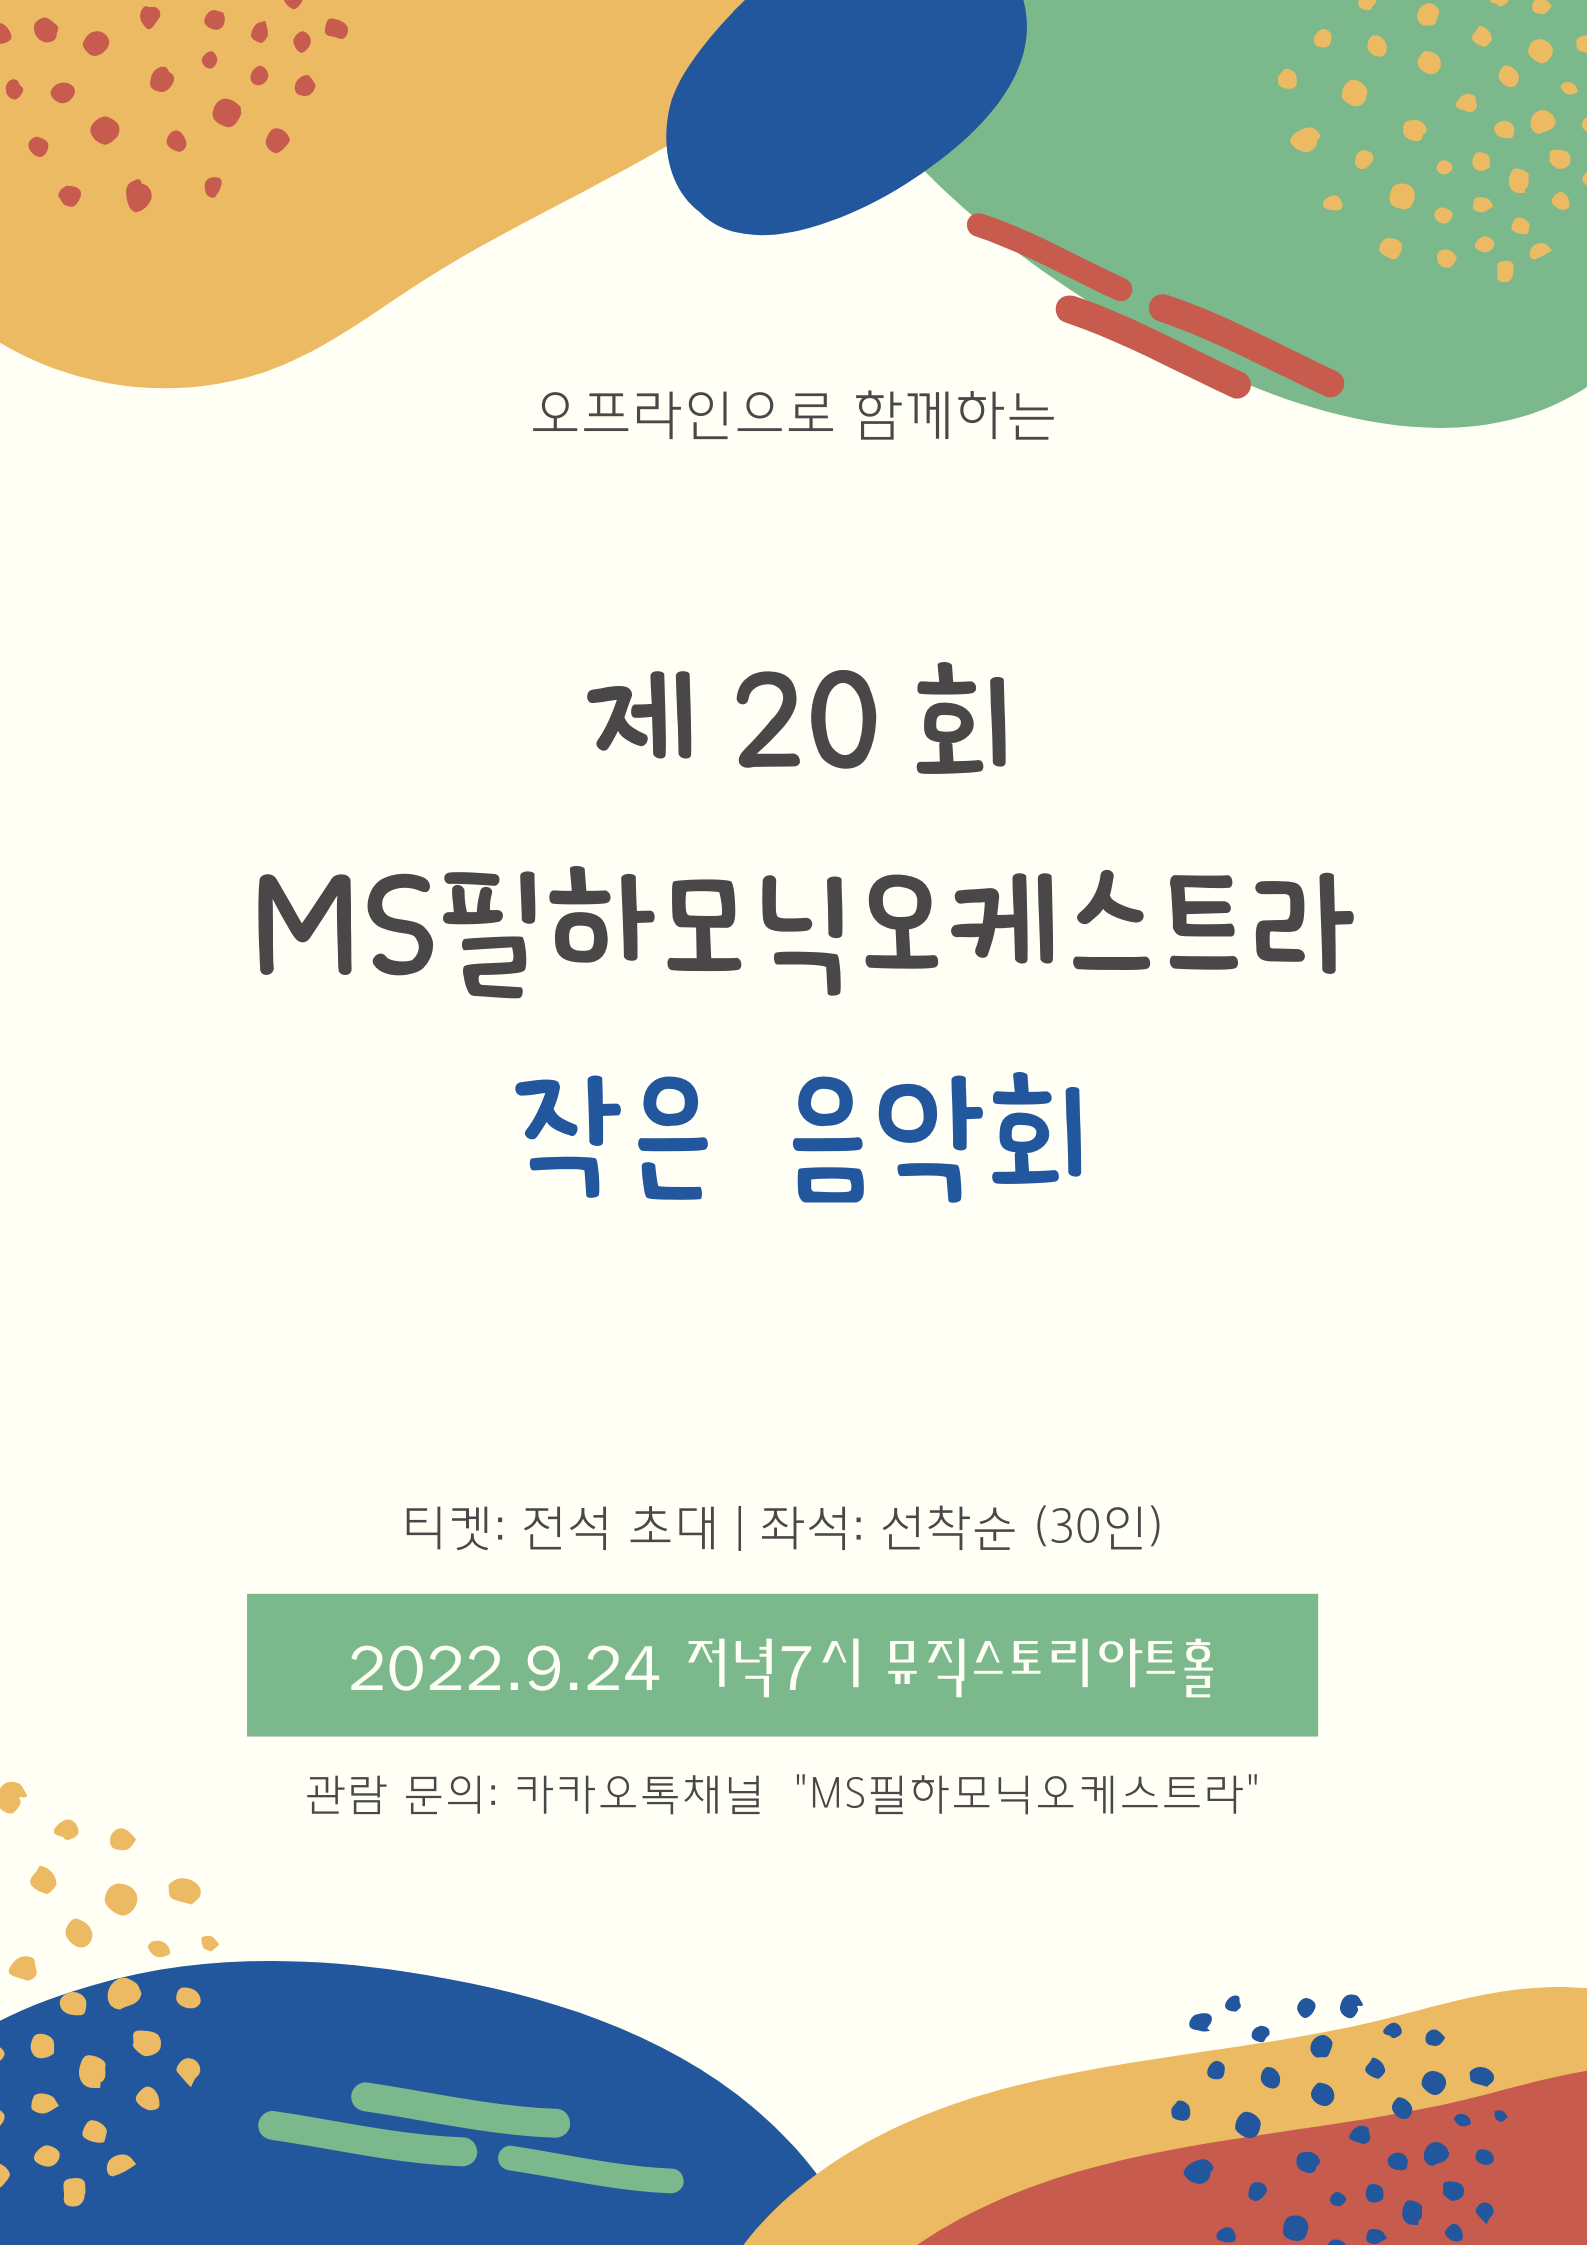 오프라인으로 함께하는
제 20 회
MS필하모닉오케스트라
작은 음악회
티켓: 전석 초대 | 좌석: 선착순 (30인)
2022.9.24 저녁7시 뮤직스토리아트홀
관람 문의: 카카오톡채널 "MS필하모닉오케스트라"